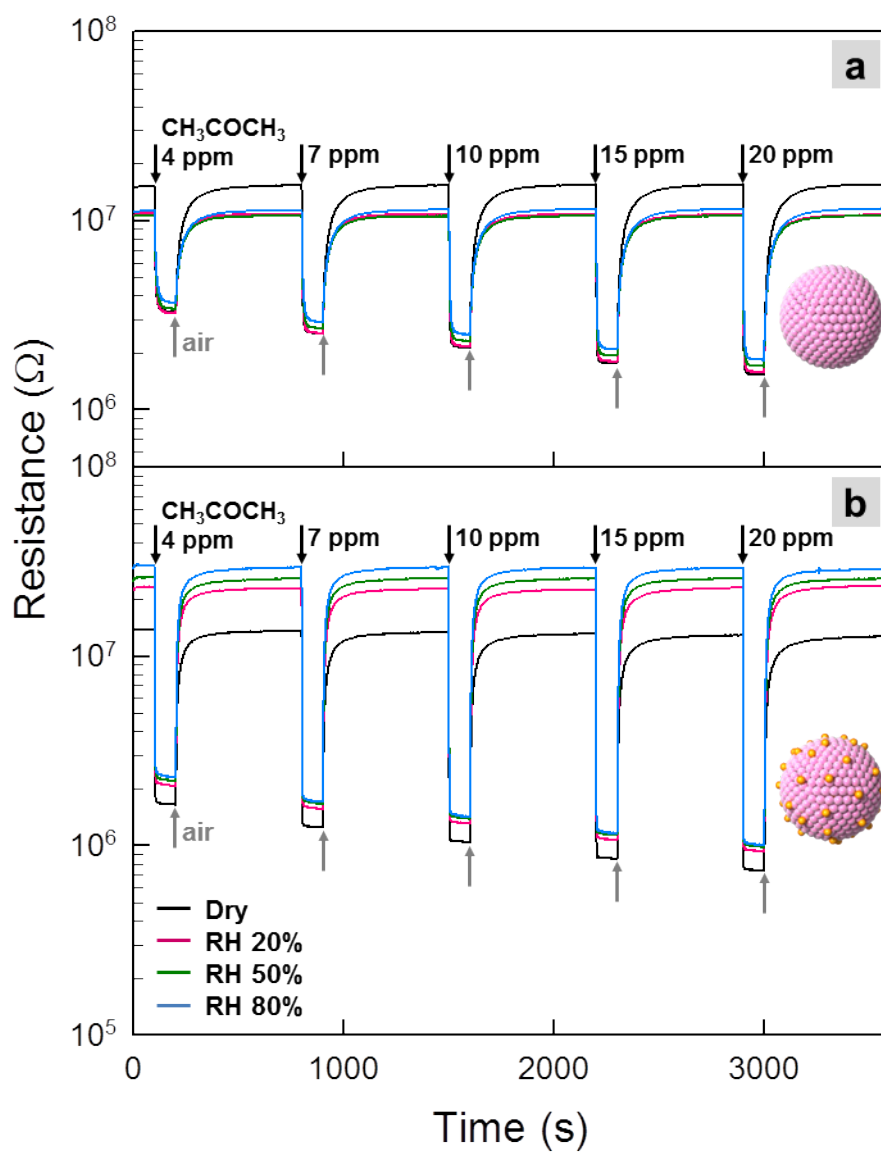 10⁸
a
CH₃COCH₃
4 ppm
7 ppm
10 ppm
15 ppm
20 ppm
10⁷
air
10⁶
10⁸
b
CH₃COCH₃
4 ppm
7 ppm
10 ppm
15 ppm
20 ppm
10⁷
10⁶
air
Dry
RH 20%
RH 50%
RH 80%
10⁵
0
1000
2000
3000
Time (s)
Resistance (Ω)